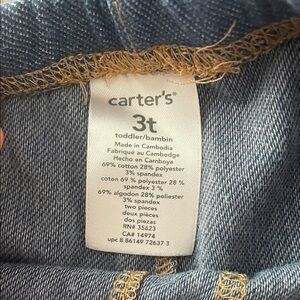 carter's®
3t
toddler/bambin
Made in Cambodia
Fabriqué au Cambodge
Hecho en Camboya
69% cotton 28% polyester
3% spandex
coton 69 % polyester 28 %
spandex 3 %
69% algodon 28% poliester
3% spandex
two pieces
deux pièces
dos piezas
RN# 35623
CA# 14974
upc 8 86149 72637 3